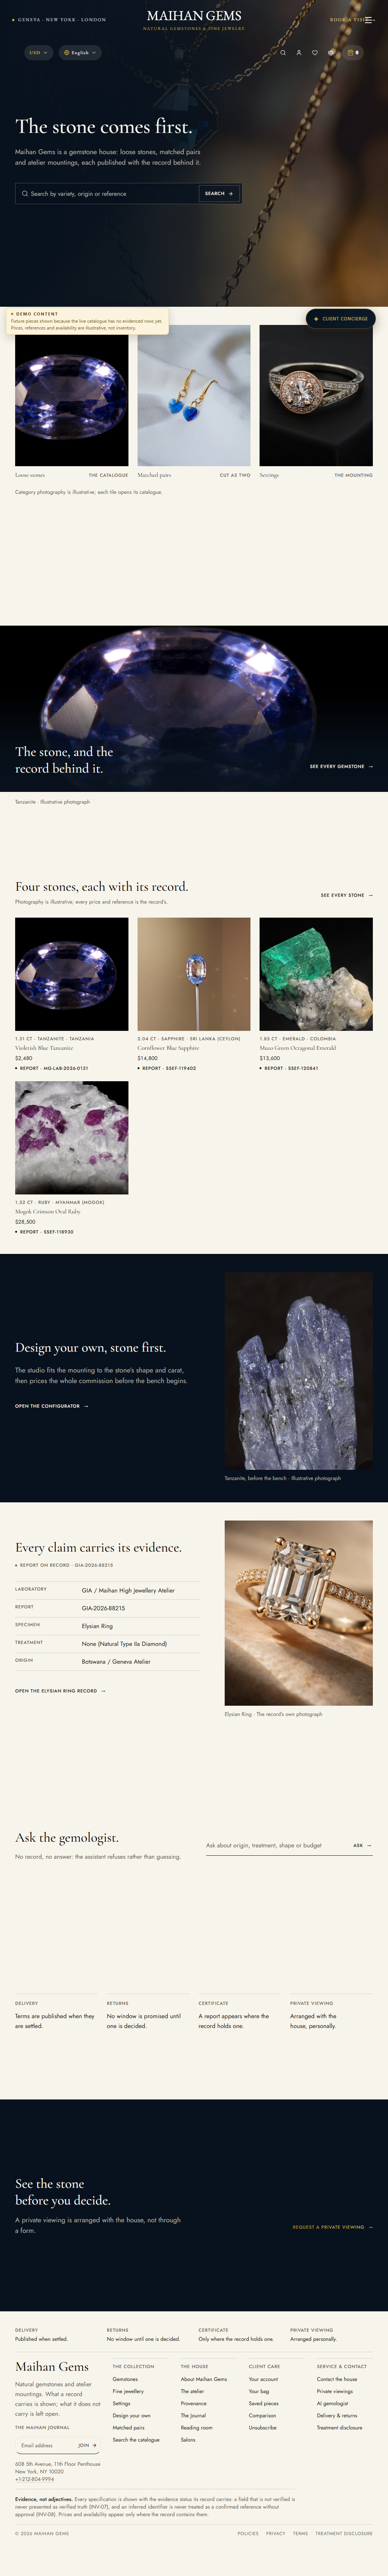 GENEVA · NEW YORK · LONDON
MAIHAN GEMS
NATURAL GEMSTONES & FINE JEWELRY
USD
English
0
The stone comes first.
Maihan Gems is a gemstone house: loose stones, matched pairs
and atelier mountings, each published with the record behind it.
Search by variety, origin or reference
SEARCH →
DEMO CONTENT
Fixture pieces shown because the live catalogue has no evidenced rows yet.
Prices, references and availability are illustrative, not inventory.
CLIENT CONCIERGE
Loose stones
THE CATALOGUE
Matched pairs
CUT AS TWO
Settings
THE MOUNTING
Category photography is illustrative; each tile opens its catalogue.
The stone, and the
record behind it.
SEE EVERY GEMSTONE →
Tanzanite · Illustrative photograph
Four stones, each with its record.
Photography is illustrative; every price and reference is the record's.
SEE EVERY STONE →
1.31 CT · TANZANITE · TANZANIA
Violetish Blue Tanzanite
$2,480
REPORT · MG-LAB-2026-0131
2.04 CT · SAPPHIRE · SRI LANKA (CEYLON)
Cornflower Blue Sapphire
$14,800
REPORT · SSEF-119402
1.85 CT · EMERALD · COLOMBIA
Muzo Green Octagonal Emerald
$13,600
REPORT · SSEF-120841
1.52 CT · RUBY · MYANMAR (MOGOK)
Mogok Crimson Oval Ruby
$28,500
REPORT · SSEF-118930
Design your own, stone first.
The studio fits the mounting to the stone's shape and carat,
then prices the whole commission before the bench begins.
OPEN THE CONFIGURATOR →
Tanzanite, before the bench · Illustrative photograph
Every claim carries its evidence.
REPORT ON RECORD · GIA-2026-88215
LABORATORY
GIA / Maihan High Jewellery Atelier
REPORT
GIA-2026-88215
SPECIMEN
Elysian Ring
TREATMENT
None (Natural Type IIa Diamond)
ORIGIN
Botswana / Geneva Atelier
OPEN THE ELYSIAN RING RECORD →
Elysian Ring · The record's own photograph
Ask the gemologist.
No record, no answer: the assistant refuses rather than guessing.
Ask about origin, treatment, shape or budget
ASK →
DELIVERY
Terms are published when they
are settled.
RETURNS
No window is promised until
one is decided.
CERTIFICATE
A report appears where the
record holds one.
PRIVATE VIEWING
Arranged with the
house, personally.
See the stone
before you decide.
A private viewing is arranged with the house, not through
a form.
REQUEST A PRIVATE VIEWING →
DELIVERY
Published when settled.
RETURNS
No window until one is decided.
CERTIFICATE
Only where the record holds one.
PRIVATE VIEWING
Arranged personally.
Maihan Gems
Natural gemstones and atelier
mountings. What a record
carries is shown; what it does not
carry is left open.
THE MAIHAN JOURNAL
Email address
JOIN →
608 5th Avenue, 11th Floor Penthouse
New York, NY 10020
+1-212-804-9994
THE COLLECTION
Gemstones
Fine jewellery
Settings
Design your own
Matched pairs
Search the catalogue
THE HOUSE
About Maihan Gems
The atelier
Provenance
The Journal
Reading room
Salons
CLIENT CARE
Your account
Your bag
Saved pieces
Comparison
Unsubscribe
SERVICE & CONTACT
Contact the house
Private viewings
AI gemologist
Delivery & returns
Treatment disclosure
Evidence, not adjectives. Every specification is shown with the evidence status its record carries: a field that is not verified is
never presented as verified truth (INV-07), and an inferred identifier is never treated as a confirmed reference without
approval (INV-08). Prices and availability appear only where the record contains them.
© 2026 MAIHAN GEMS
POLICIES
PRIVACY
TERMS
TREATMENT DISCLOSURE